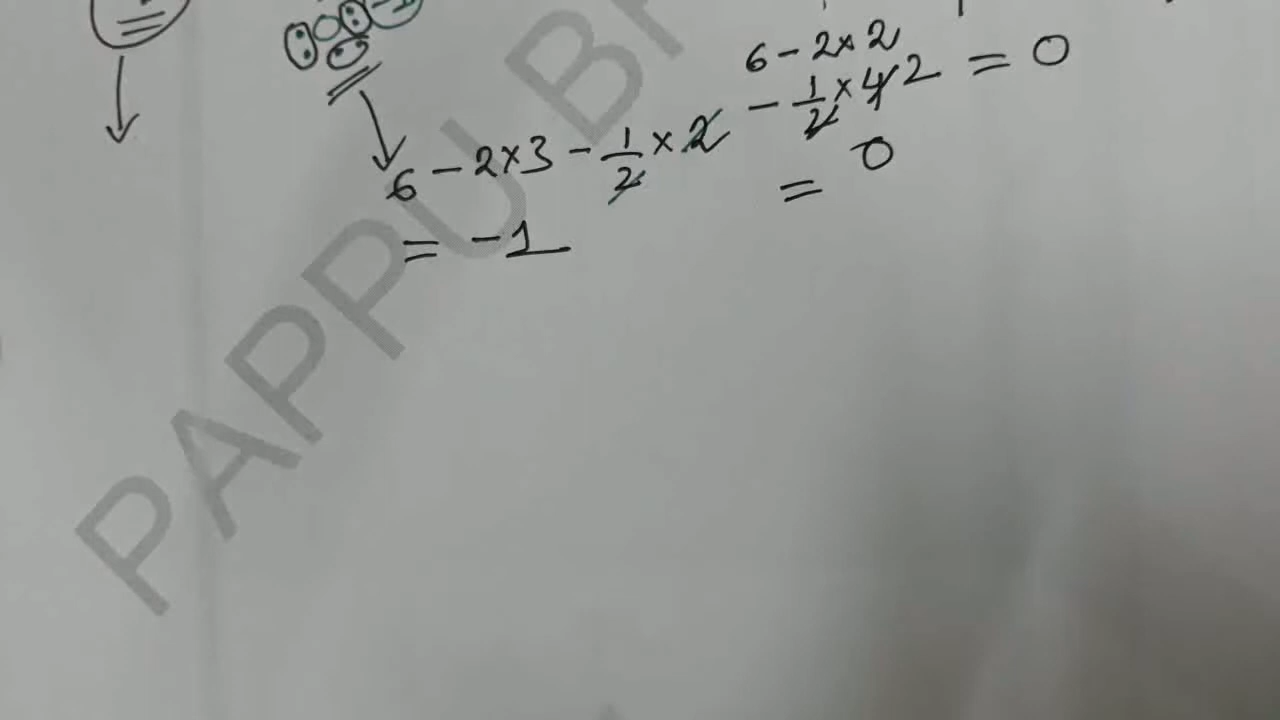 6 - 2 × 2
- 1/2 × 4 2 = 0
= 0
6 - 2 × 3 - 1/2 × 2
= -1
PAPPU B